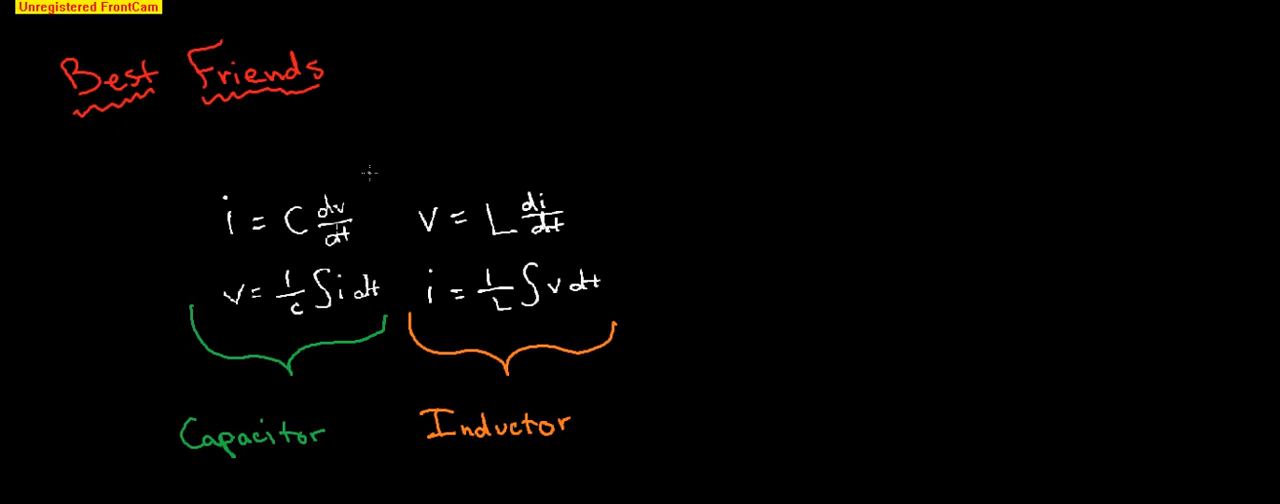 Unregistered FrontCam
Best Friends
i = C dv/dt   v = L di/dt
v = 1/c ∫ i dt   i = 1/L ∫ v dt
Capacitor   Inductor